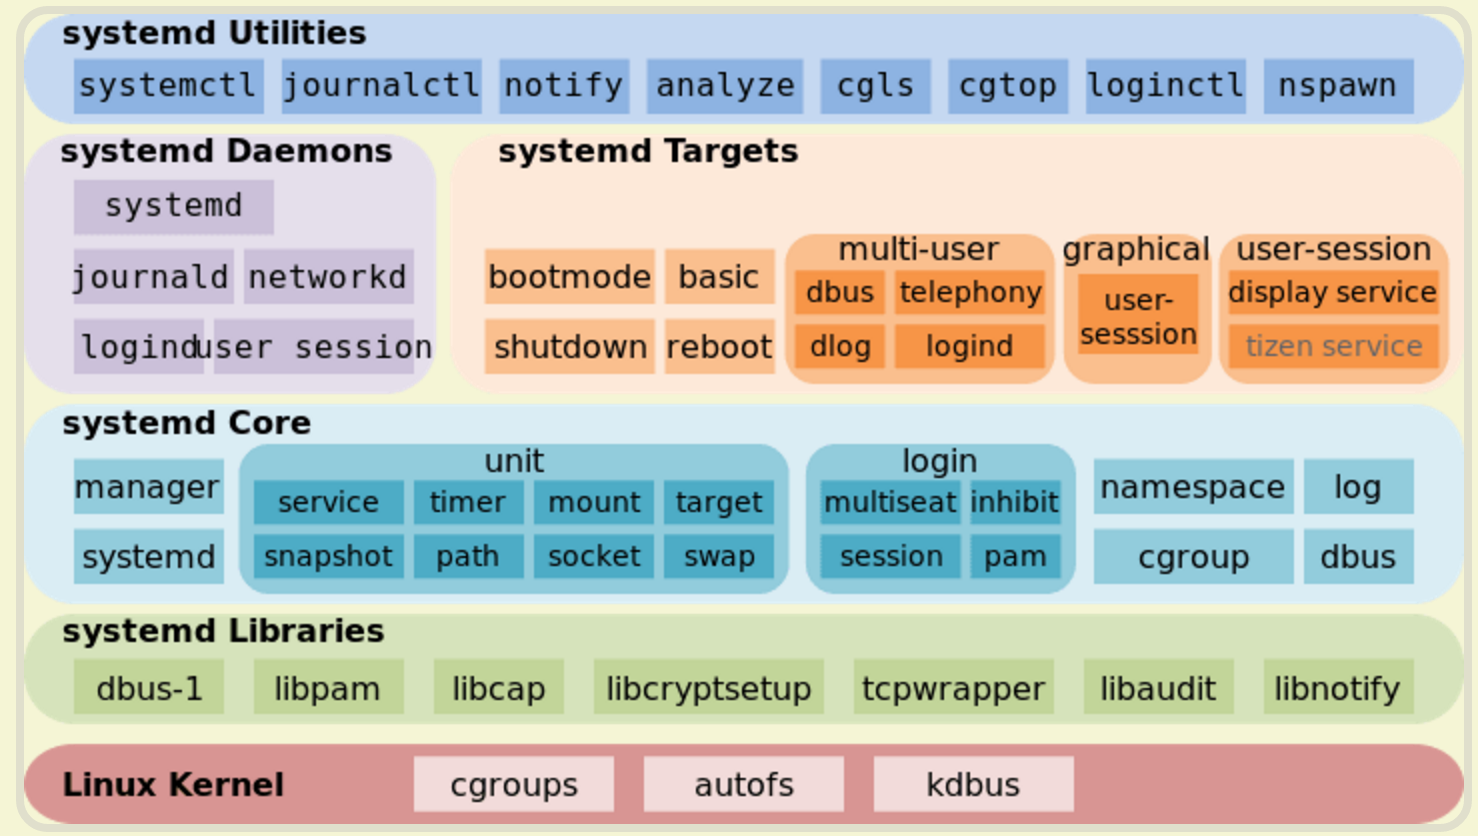 systemd Utilities
systemctl journalctl notify analyze cgls cgtop loginctl nspawn
systemd Daemons
systemd
journald networkd
logind user session
systemd Targets
bootmode basic
shutdown reboot
multi-user
dbus telephony
dlog logind
graphical
user-
sesssion
user-session
display service
tizen service
systemd Core
manager
systemd
unit
service timer mount target
snapshot path socket swap
login
multiseat inhibit
session pam
namespace log
cgroup dbus
systemd Libraries
dbus-1 libpam libcap libcryptsetup tcpwrapper libaudit libnotify
Linux Kernel cgroups autofs kdbus